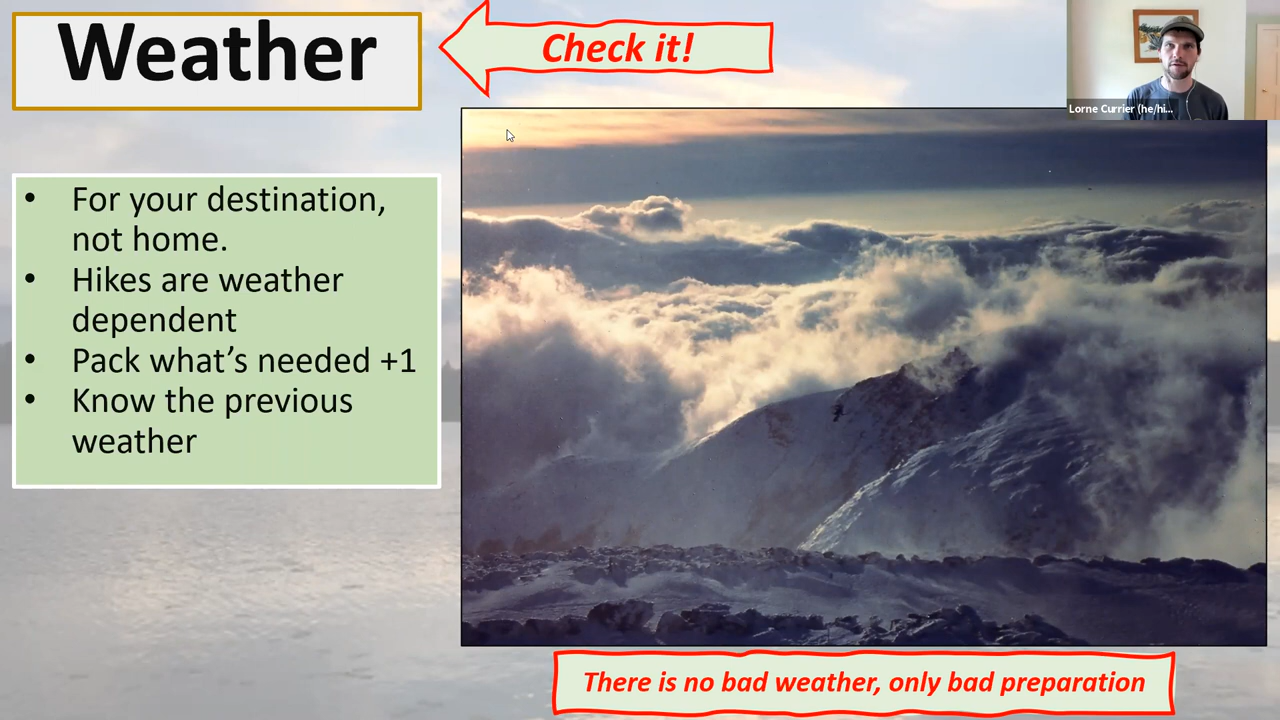 Weather
Check it!
Lorne Currier (he/hi...
• For your destination,
not home.
• Hikes are weather
dependent
• Pack what’s needed +1
• Know the previous
weather
There is no bad weather, only bad preparation